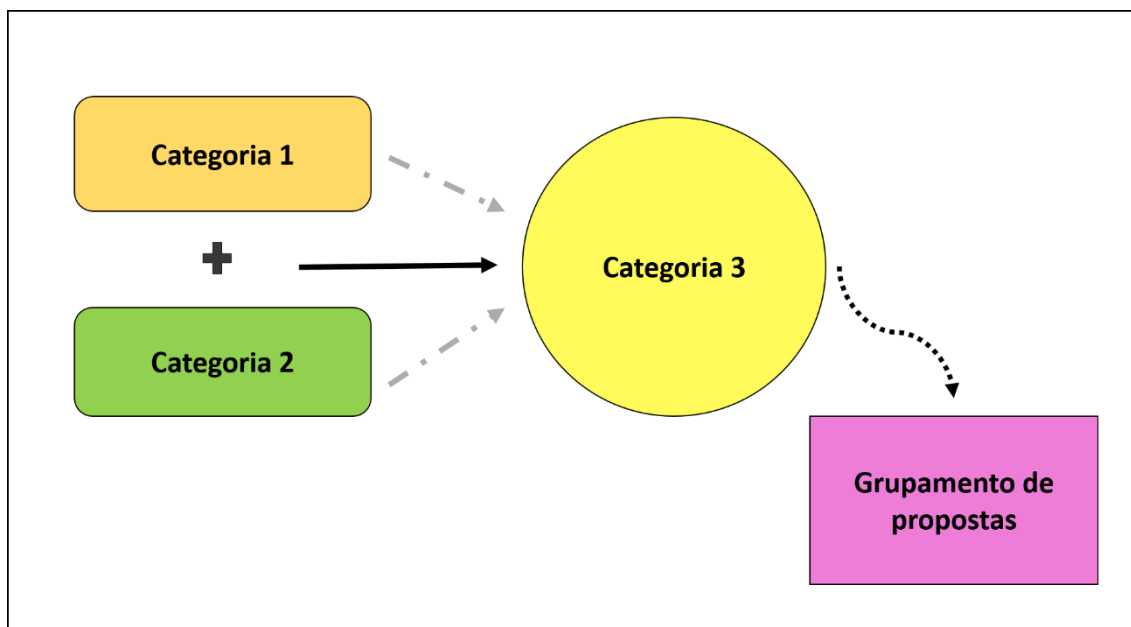 Categoria 1
Categoria 2
Categoria 3
Grupamento de
propostas